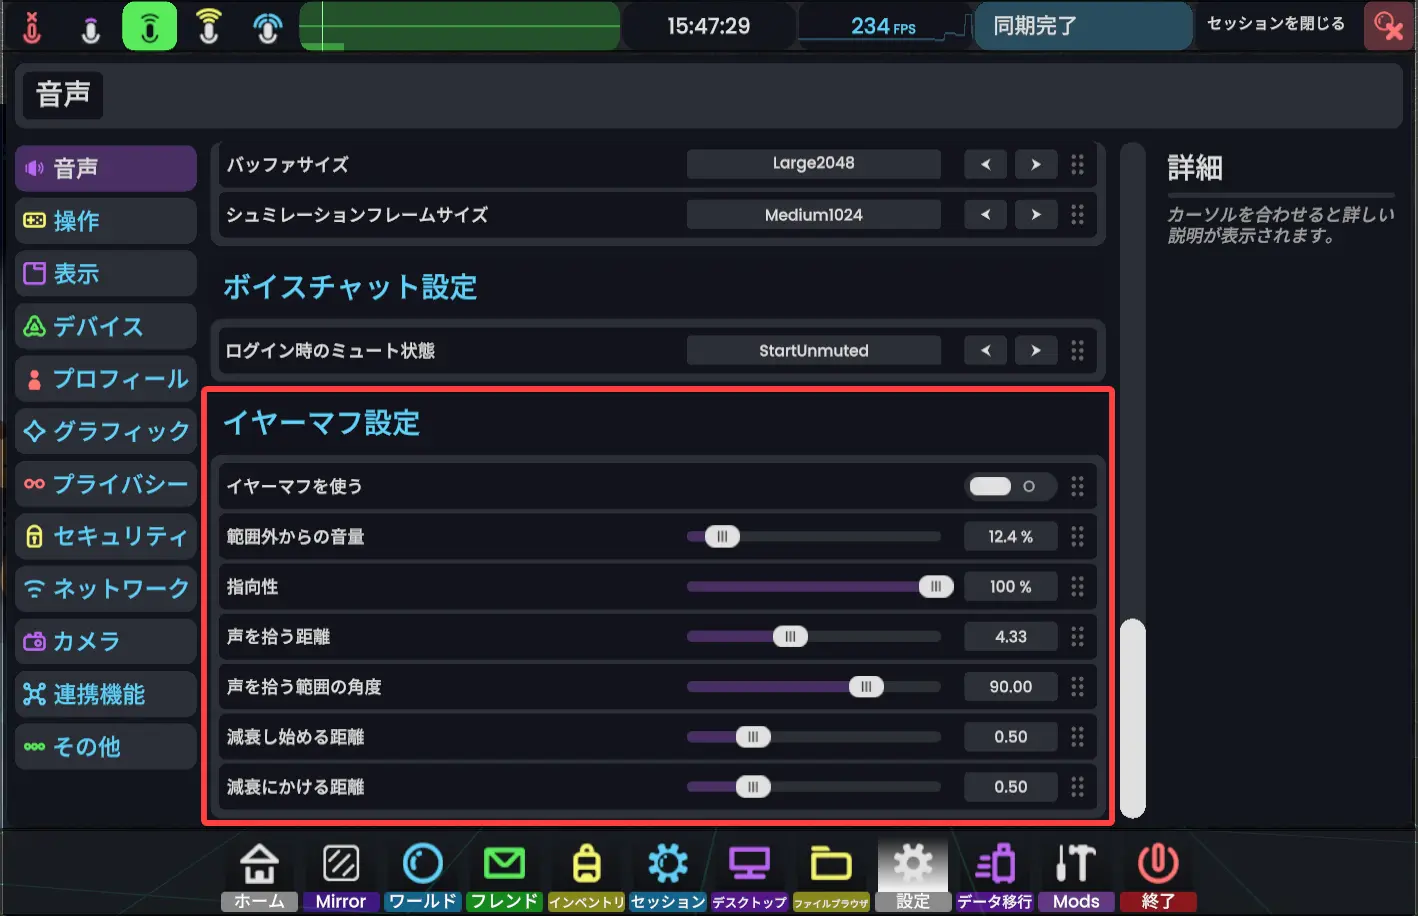 15:47:29
234 FPS
同期完了
セッションを閉じる
音声
音声
操作
表示
デバイス
プロフィール
グラフィック
プライバシー
セキュリティ
ネットワーク
カメラ
連携機能
その他
バッファサイズ
Large2048
シュミレーションフレームサイズ
Medium1024
ボイスチャット設定
ログイン時のミュート状態
StartUnmuted
イヤーマフ設定
イヤーマフを使う
範囲外からの音量
12.4 %
指向性
100 %
声を拾う距離
4.33
声を拾う範囲の角度
90.00
減衰し始める距離
0.50
減衰にかける距離
0.50
詳細
カーソルを合わせると詳しい
説明が表示されます。
ホーム
Mirror
ワールド
フレンド
インベントリ
セッション
デスクトップ
ファイルブラウザ
設定
データ移行
Mods
終了